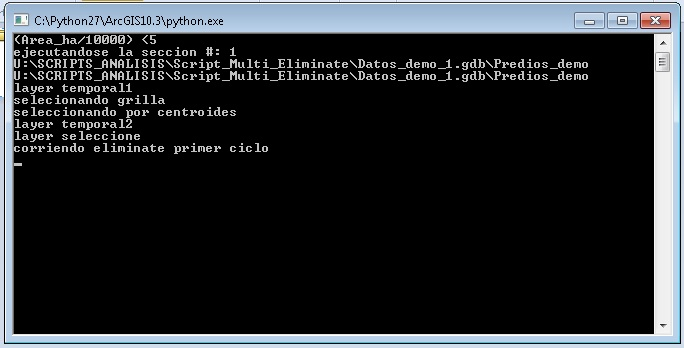 C:\Python27\ArcGIS10.3\python.exe
(Area_ha/10000) <5
ejecutandose la seccion #: 1
U:\SCRIPTS_ANALISIS\Script_Multi_Eliminate\Datos_demo_1.gdb\Predios_demo
U:\SCRIPTS_ANALISIS\Script_Multi_Eliminate\Datos_demo_1.gdb\Predios_demo
layer temporal1
selecionando grilla
seleccionando por centroides
layer temporal2
layer seleccione
corriendo eliminate primer ciclo